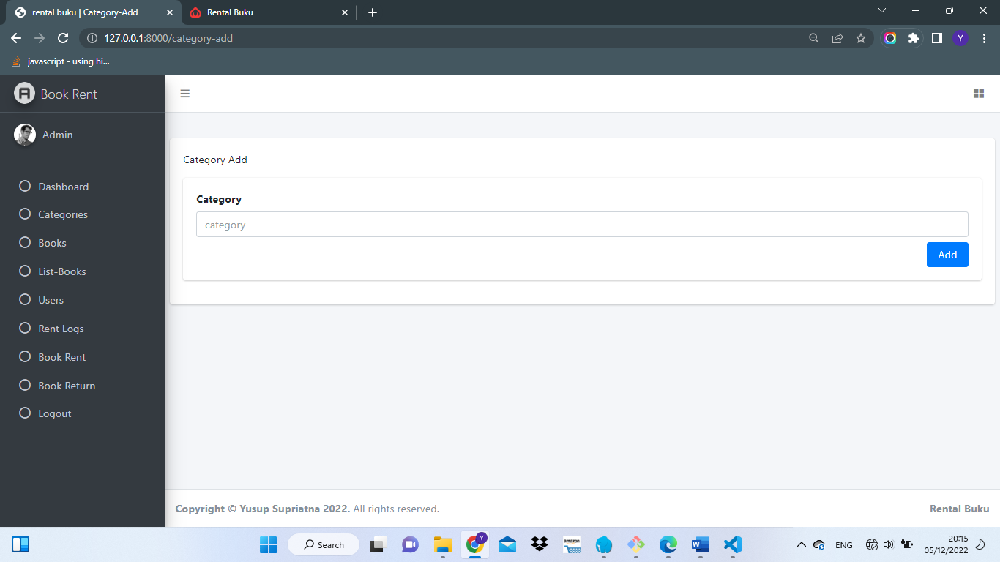 rental buku | Category-Add
Rental Buku
127.0.0.1:8000/category-add
Y
javascript - using hi...
Book Rent
Admin
Category Add
Category
category
Add
Dashboard
Categories
Books
List-Books
Users
Rent Logs
Book Rent
Book Return
Logout
Copyright © Yusup Supriatna 2022. All rights reserved.
Rental Buku
Search
Y
amazon
W
ENG
20:15
05/12/2022